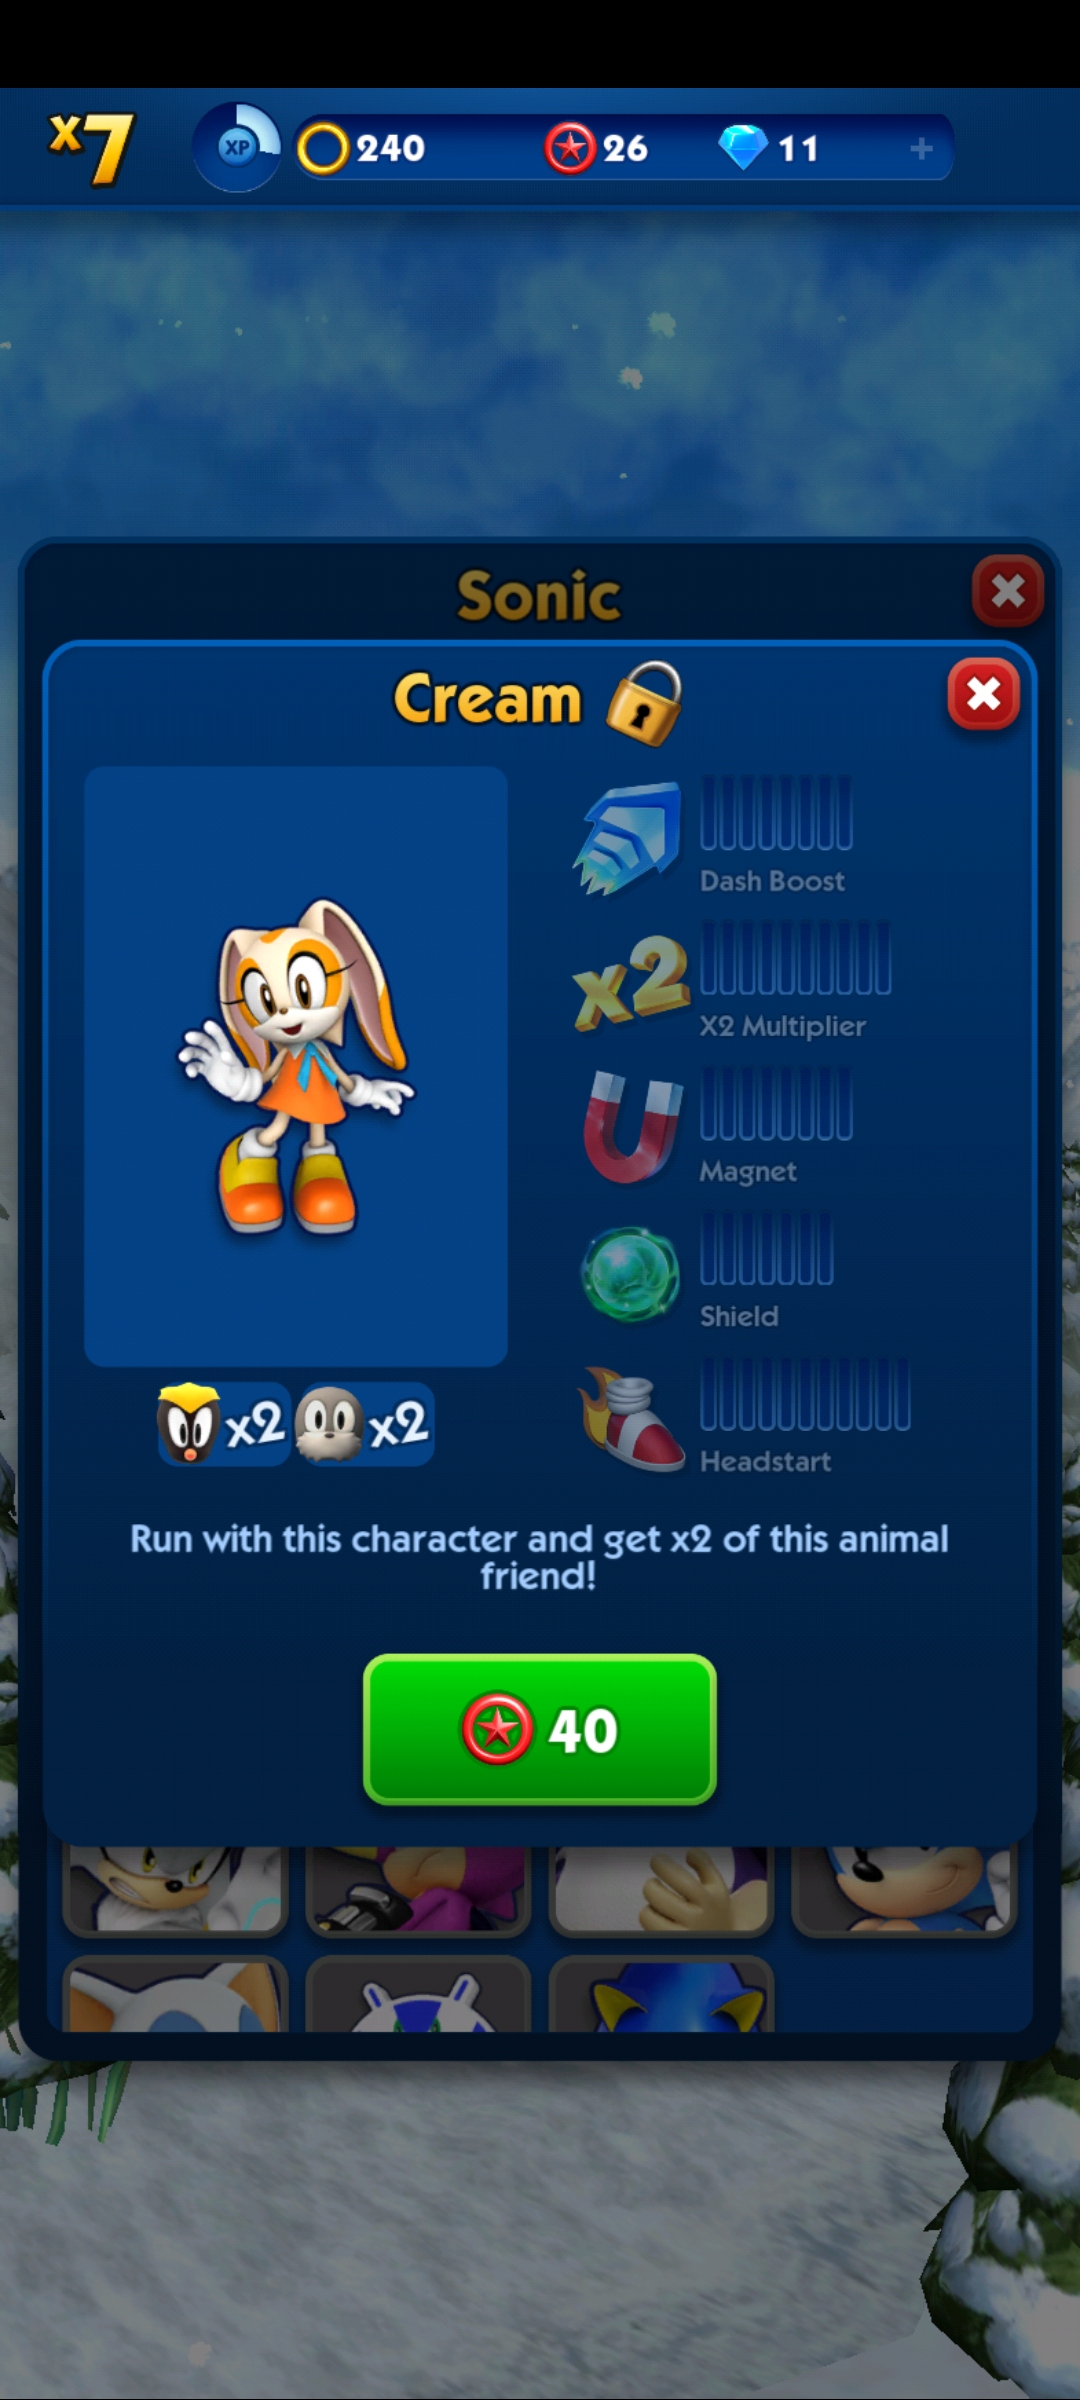 x7
XP
240
26
11
Sonic
Cream
Dash Boost
x2
X2 Multiplier
Magnet
Shield
x2
x2
Headstart
Run with this character and get x2 of this animal
friend!
40